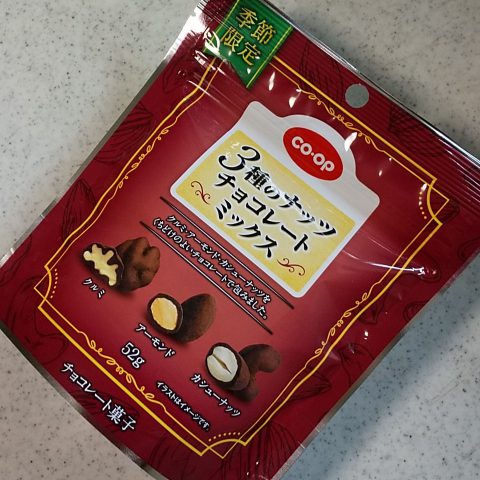 季節
限定
CO·OP
3種のナッツ
チョコレート
ミックス
クルミ・アーモンド・カシューナッツを
くちどけのよいチョコレートで包みました。
クルミ
アーモンド
カシューナッツ
52g
イラストはイメージです。
チョコレート菓子